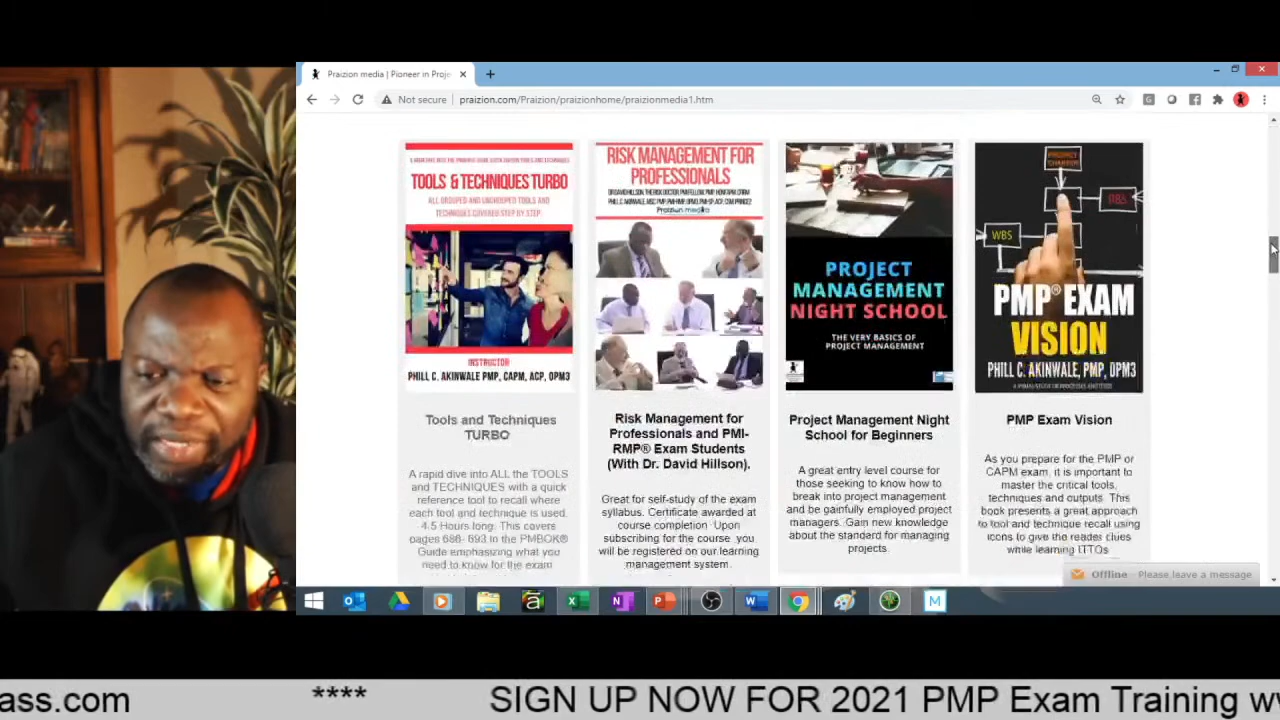 Praizion media | Pioneer in Proje
Not secure
praizion.com/Praizion/praizionhome/praizionmedia1.htm
TOOLS & TECHNIQUES TURBO
ALL GROUPED AND UNGROUPED TOOLS AND
TECHNIQUES COVERED STEP BY STEP
INSTRUCTOR
PHILL C. AKINWALE PMP, CAPM, ACP, OPM3
Tools and Techniques
TURBO
A rapid dive into ALL the TOOLS
and TECHNIQUES with a quick
reference tool to recall where
each tool and technique is used.
4.5 Hours long. This covers
pages 686- 693 in the PMBOK®
Guide emphasizing what you
need to know for the exam
RISK MANAGEMENT FOR
PROFESSIONALS
Praizion media
Risk Management for
Professionals and PMI-
RMP® Exam Students
(With Dr. David Hillson).
Great for self-study of the exam
syllabus. Certificate awarded at
course completion. Upon
subscribing for the course, you
will be registered on our learning
management system.
PROJECT
MANAGEMENT
NIGHT SCHOOL
THE VERY BASICS OF
PROJECT MANAGEMENT
Project Management Night
School for Beginners
A great entry level course for
those seeking to know how to
break into project management
and be gainfully employed project
managers. Gain new knowledge
about the standard for managing
projects.
PROJECT
CHARTER
RBS
WBS
PMP® EXAM
VISION
PHILL C. AKINWALE, PMP, OPM3
PMP Exam Vision
As you prepare for the PMP or
CAPM exam, it is important to
master the critical tools,
techniques and outputs. This
book presents a great approach
to tool and technique recall using
icons to give the reader clues
while learning ITTOs
Offline - Please leave a message
ass.com **** SIGN UP NOW FOR 2021 PMP Exam Training w